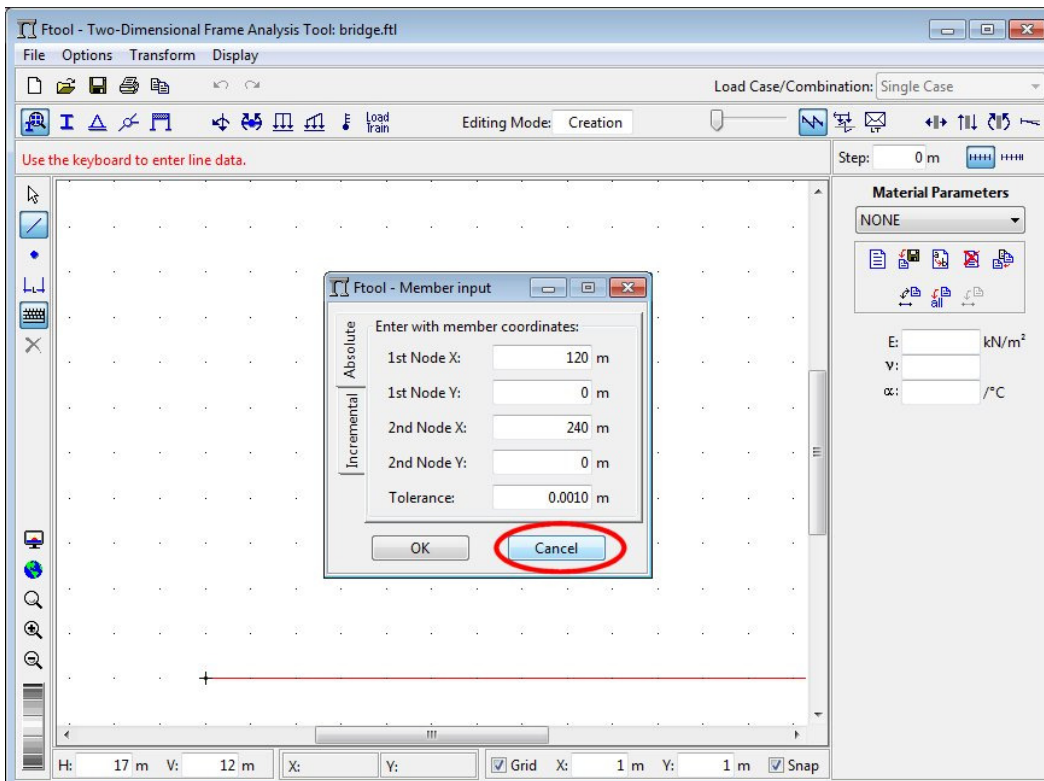 Ftool - Two-Dimensional Frame Analysis Tool: bridge.ftl
File Options Transform Display
Load Case/Combination: Single Case
Load Train
Editing Mode: Creation
LT
Use the keyboard to enter line data.
Step: 0 m
Material Parameters
NONE
all
E: kN/m²
ν:
α: /°C
Ftool - Member input
Absolute
Incremental
Enter with member coordinates:
1st Node X: 120 m
1st Node Y: 0 m
2nd Node X: 240 m
2nd Node Y: 0 m
Tolerance: 0.0010 m
OK Cancel
H: 17 m V: 12 m X: Y: Grid X: 1 m Y: 1 m Snap